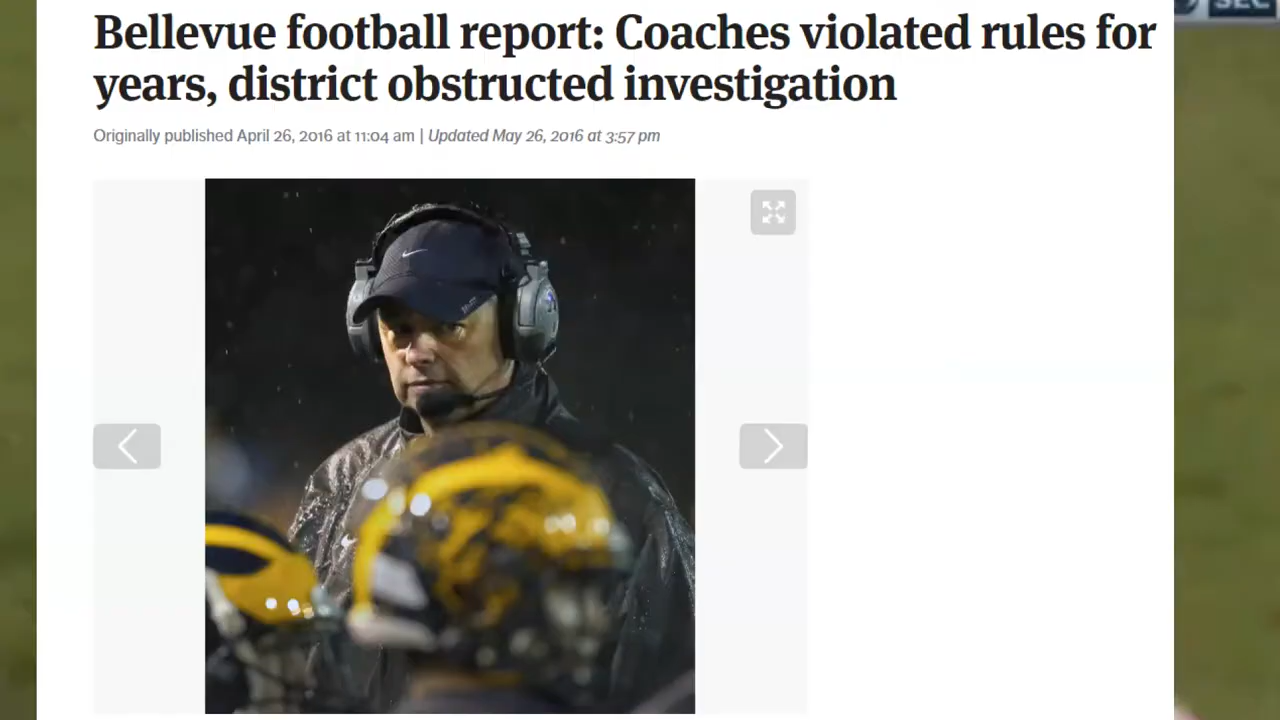 SEC
Bellevue football report: Coaches violated rules for
years, district obstructed investigation
Originally published April 26, 2016 at 11:04 am | Updated May 26, 2016 at 3:57 pm